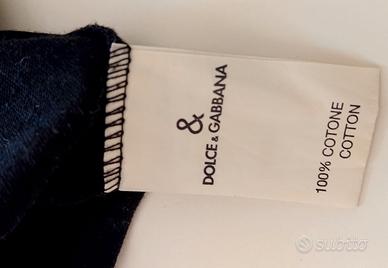 &
DOLCE & GABBANA
100% COTONE
COTTON
subito